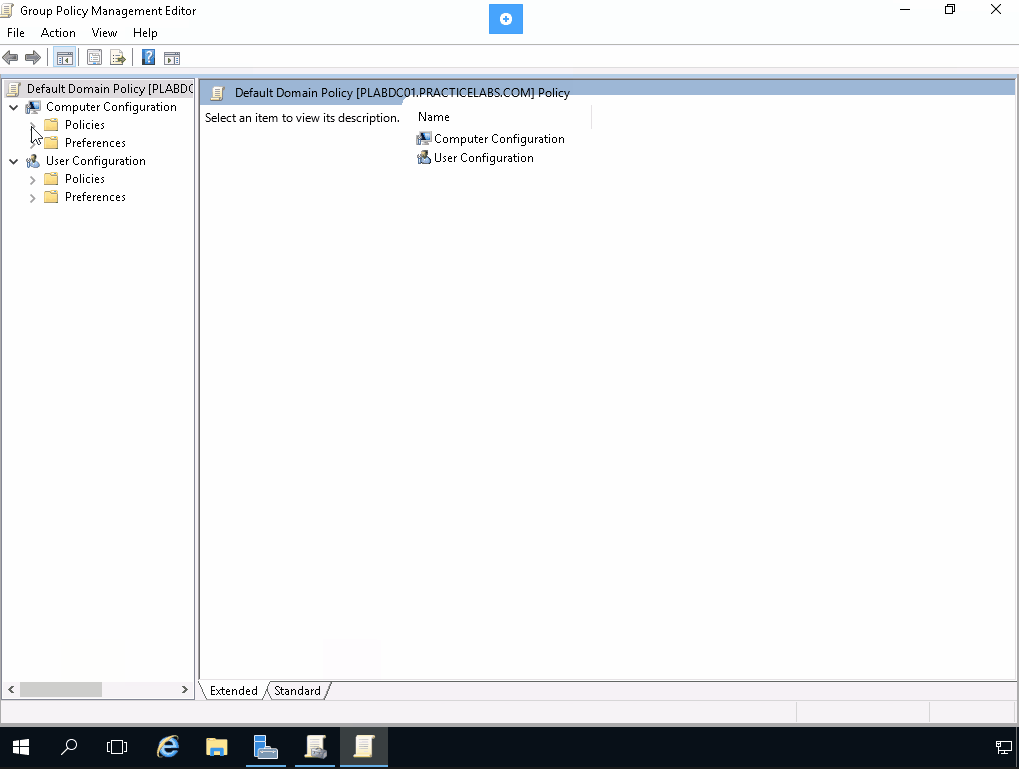 Group Policy Management Editor
File Action View Help
Default Domain Policy [PLABDC
Computer Configuration
Policies
Preferences
User Configuration
Policies
Preferences
Default Domain Policy [PLABDC01.PRACTICELABS.COM] Policy
Select an item to view its description.
Name
Computer Configuration
User Configuration
Extended Standard